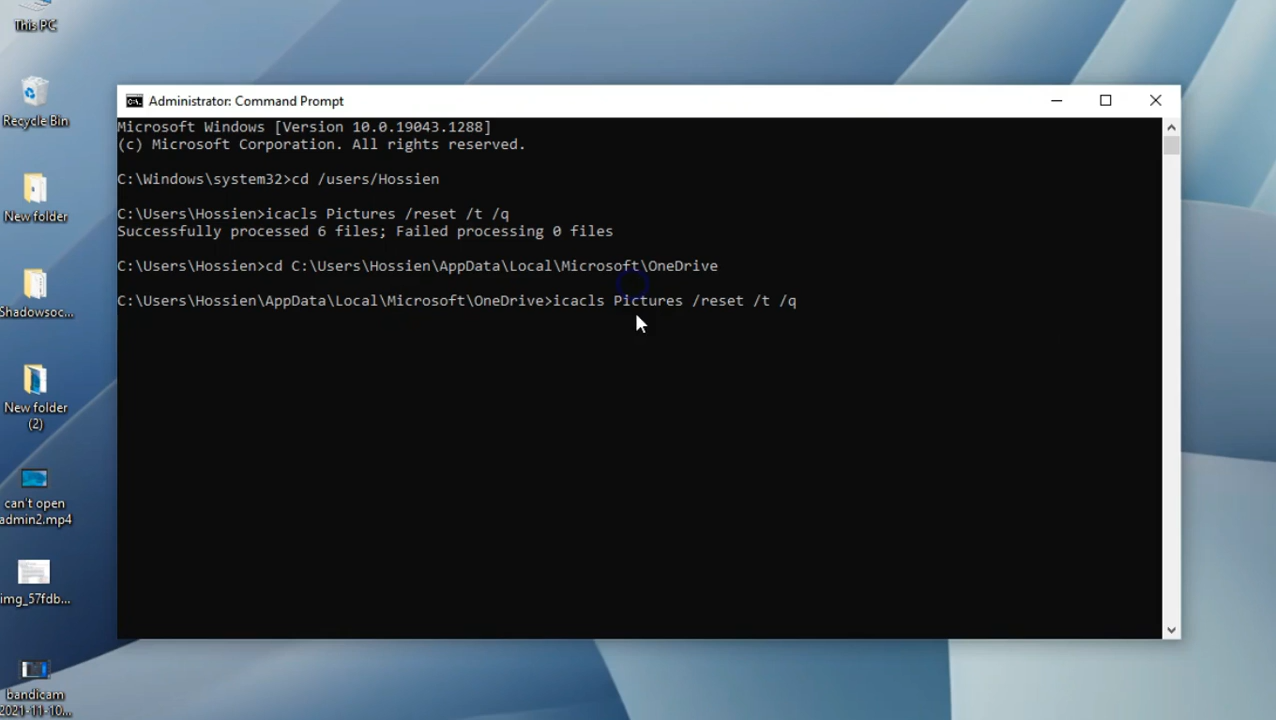 This PC
Recycle Bin
New folder
Shadowsoc...
New folder
(2)
can't open
admin2.mp4
img_57fdb...
bandicam
2021-11-10...
Administrator: Command Prompt
Microsoft Windows [Version 10.0.19043.1288]
(c) Microsoft Corporation. All rights reserved.
C:\Windows\system32>cd /users/Hossien
C:\Users\Hossien>icacls Pictures /reset /t /q
Successfully processed 6 files; Failed processing 0 files
C:\Users\Hossien>cd C:\Users\Hossien\AppData\Local\Microsoft\OneDrive
C:\Users\Hossien\AppData\Local\Microsoft\OneDrive>icacls Pictures /reset /t /q